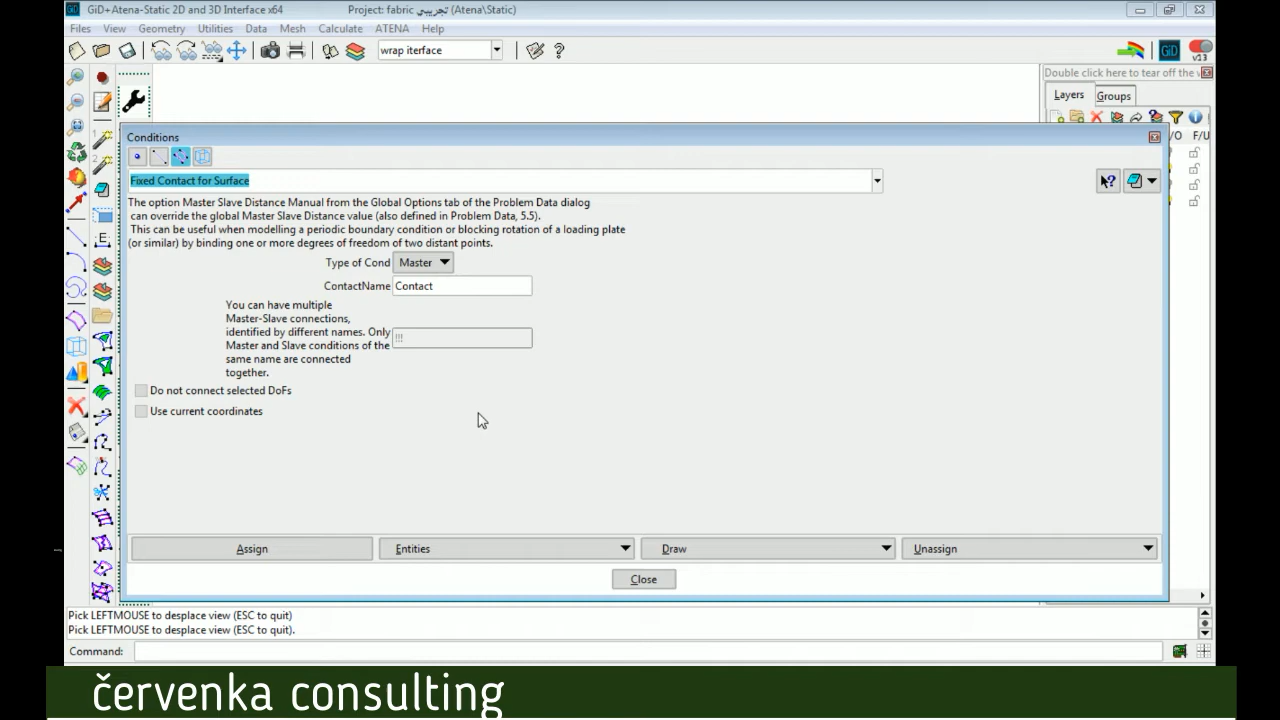 GiD+Atena-Static 2D and 3D Interface x64 Project: fabric تجريبي (Atena\Static)
Files View Geometry Utilities Data Mesh Calculate ATENA Help
wrap iterface
GiD
v13
Double click here to tear off the
Layers Groups
/O F/U
Conditions
Fixed Contact for Surface
The option Master Slave Distance Manual from the Global Options tab of the Problem Data dialog
can override the global Master Slave Distance value (also defined in Problem Data, 5.5).
This can be useful when modelling a periodic boundary condition or blocking rotation of a loading plate
(or similar) by binding one or more degrees of freedom of two distant points.
Type of Cond Master
ContactName Contact
You can have multiple
Master-Slave connections,
identified by different names. Only
Master and Slave conditions of the
same name are connected
together.
!!!
Do not connect selected DoFs
Use current coordinates
Assign Entities Draw Unassign
Close
Pick LEFTMOUSE to desplace view (ESC to quit)
Pick LEFTMOUSE to desplace view (ESC to quit).
Command:
červenka consulting